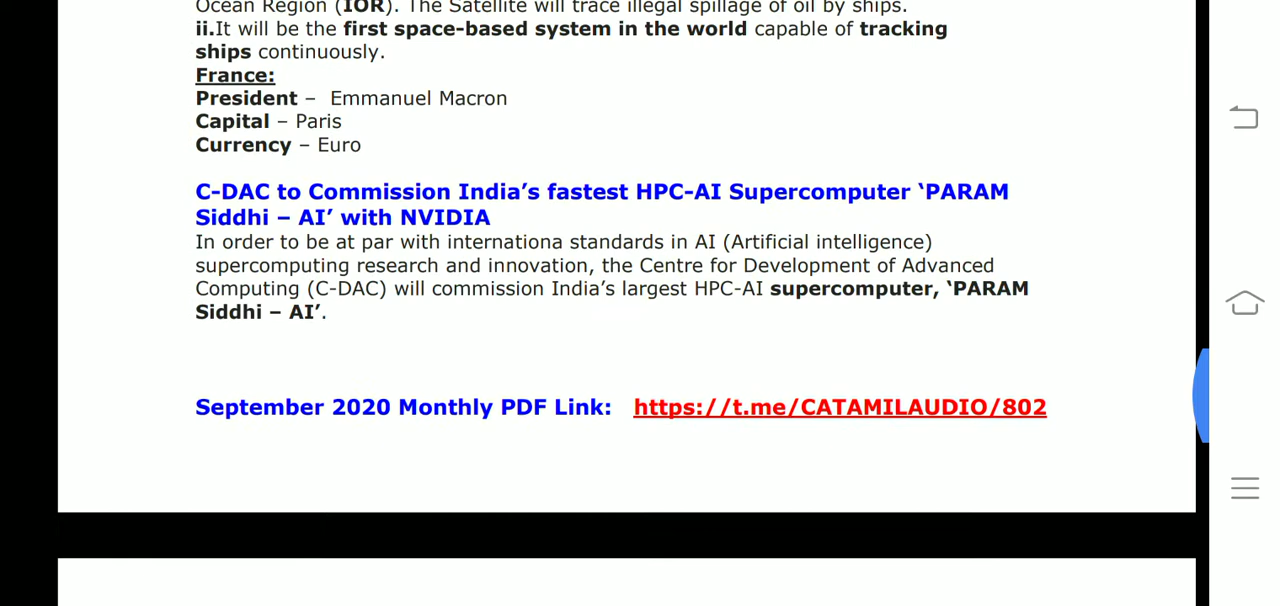 Ocean Region (IOR). The Satellite will trace illegal spillage of oil by ships.
ii.It will be the first space-based system in the world capable of tracking
ships continuously.
France:
President – Emmanuel Macron
Capital – Paris
Currency – Euro
C-DAC to Commission India’s fastest HPC-AI Supercomputer ‘PARAM
Siddhi – AI’ with NVIDIA
In order to be at par with internationa standards in AI (Artificial intelligence)
supercomputing research and innovation, the Centre for Development of Advanced
Computing (C-DAC) will commission India’s largest HPC-AI supercomputer, ‘PARAM
Siddhi – AI’.
September 2020 Monthly PDF Link: https://t.me/CATAMILAUDIO/802